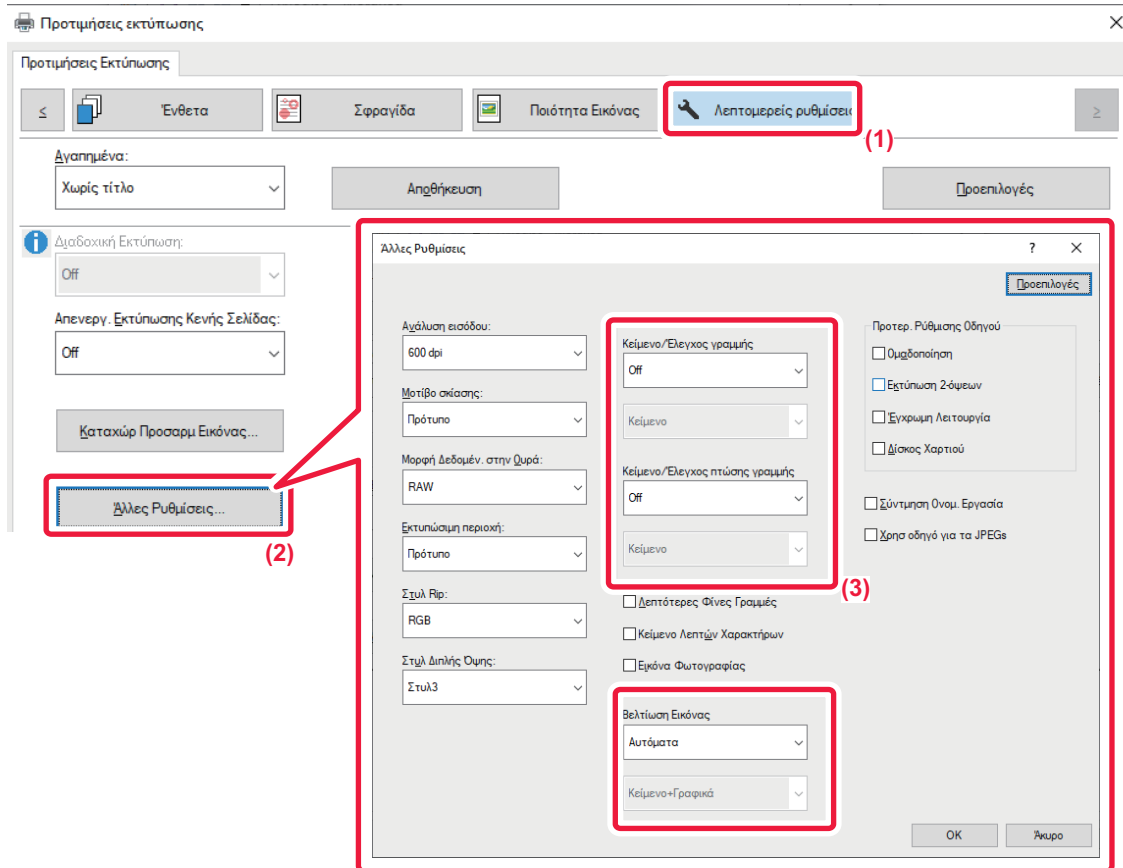 Προτιμήσεις εκτύπωσης
Προτιμήσεις Εκτύπωσης
≤ Ένθετα Σφραγίδα Ποιότητα Εικόνας Λεπτομερείς ρυθμίσεις ≥
(1)
Αγαπημένα:
Χωρίς τίτλο Αποθήκευση Προεπιλογές
Διαδοχική Εκτύπωση:
Off
Απενεργ. Εκτύπωσης Κενής Σελίδας:
Off
Καταχώρ Προσαρμ Εικόνας...
Άλλες Ρυθμίσεις...
(2)
Άλλες Ρυθμίσεις ?
Προεπιλογές
Ανάλυση εισόδου:
600 dpi
Μοτίβο σκίασης:
Πρότυπο
Μορφή Δεδομέν. στην Ουρά:
RAW
Εκτυπώσιμη περιοχή:
Πρότυπο
Στυλ Rip:
RGB
Στυλ Διπλής Όψης:
Στυλ3
Κείμενο/Έλεγχος γραμμής
Off
Κείμενο
Κείμενο/Έλεγχος πτώσης γραμμής
Off
Κείμενο
(3)
Λεπτότερες Φίνες Γραμμές
Κείμενο Λεπτών Χαρακτήρων
Εικόνα Φωτογραφίας
Βελτίωση Εικόνας
Αυτόματα
Κείμενο+Γραφικά
Προτερ. Ρύθμισης Οδηγού
Ομαδοποίηση
Εκτύπωση 2-όψεων
Έγχρωμη Λειτουργία
Δίσκος Χαρτιού
Σύντμηση Ονομ. Εργασία
Χρησ οδηγό για τα JPEGs
OK Άκυρο